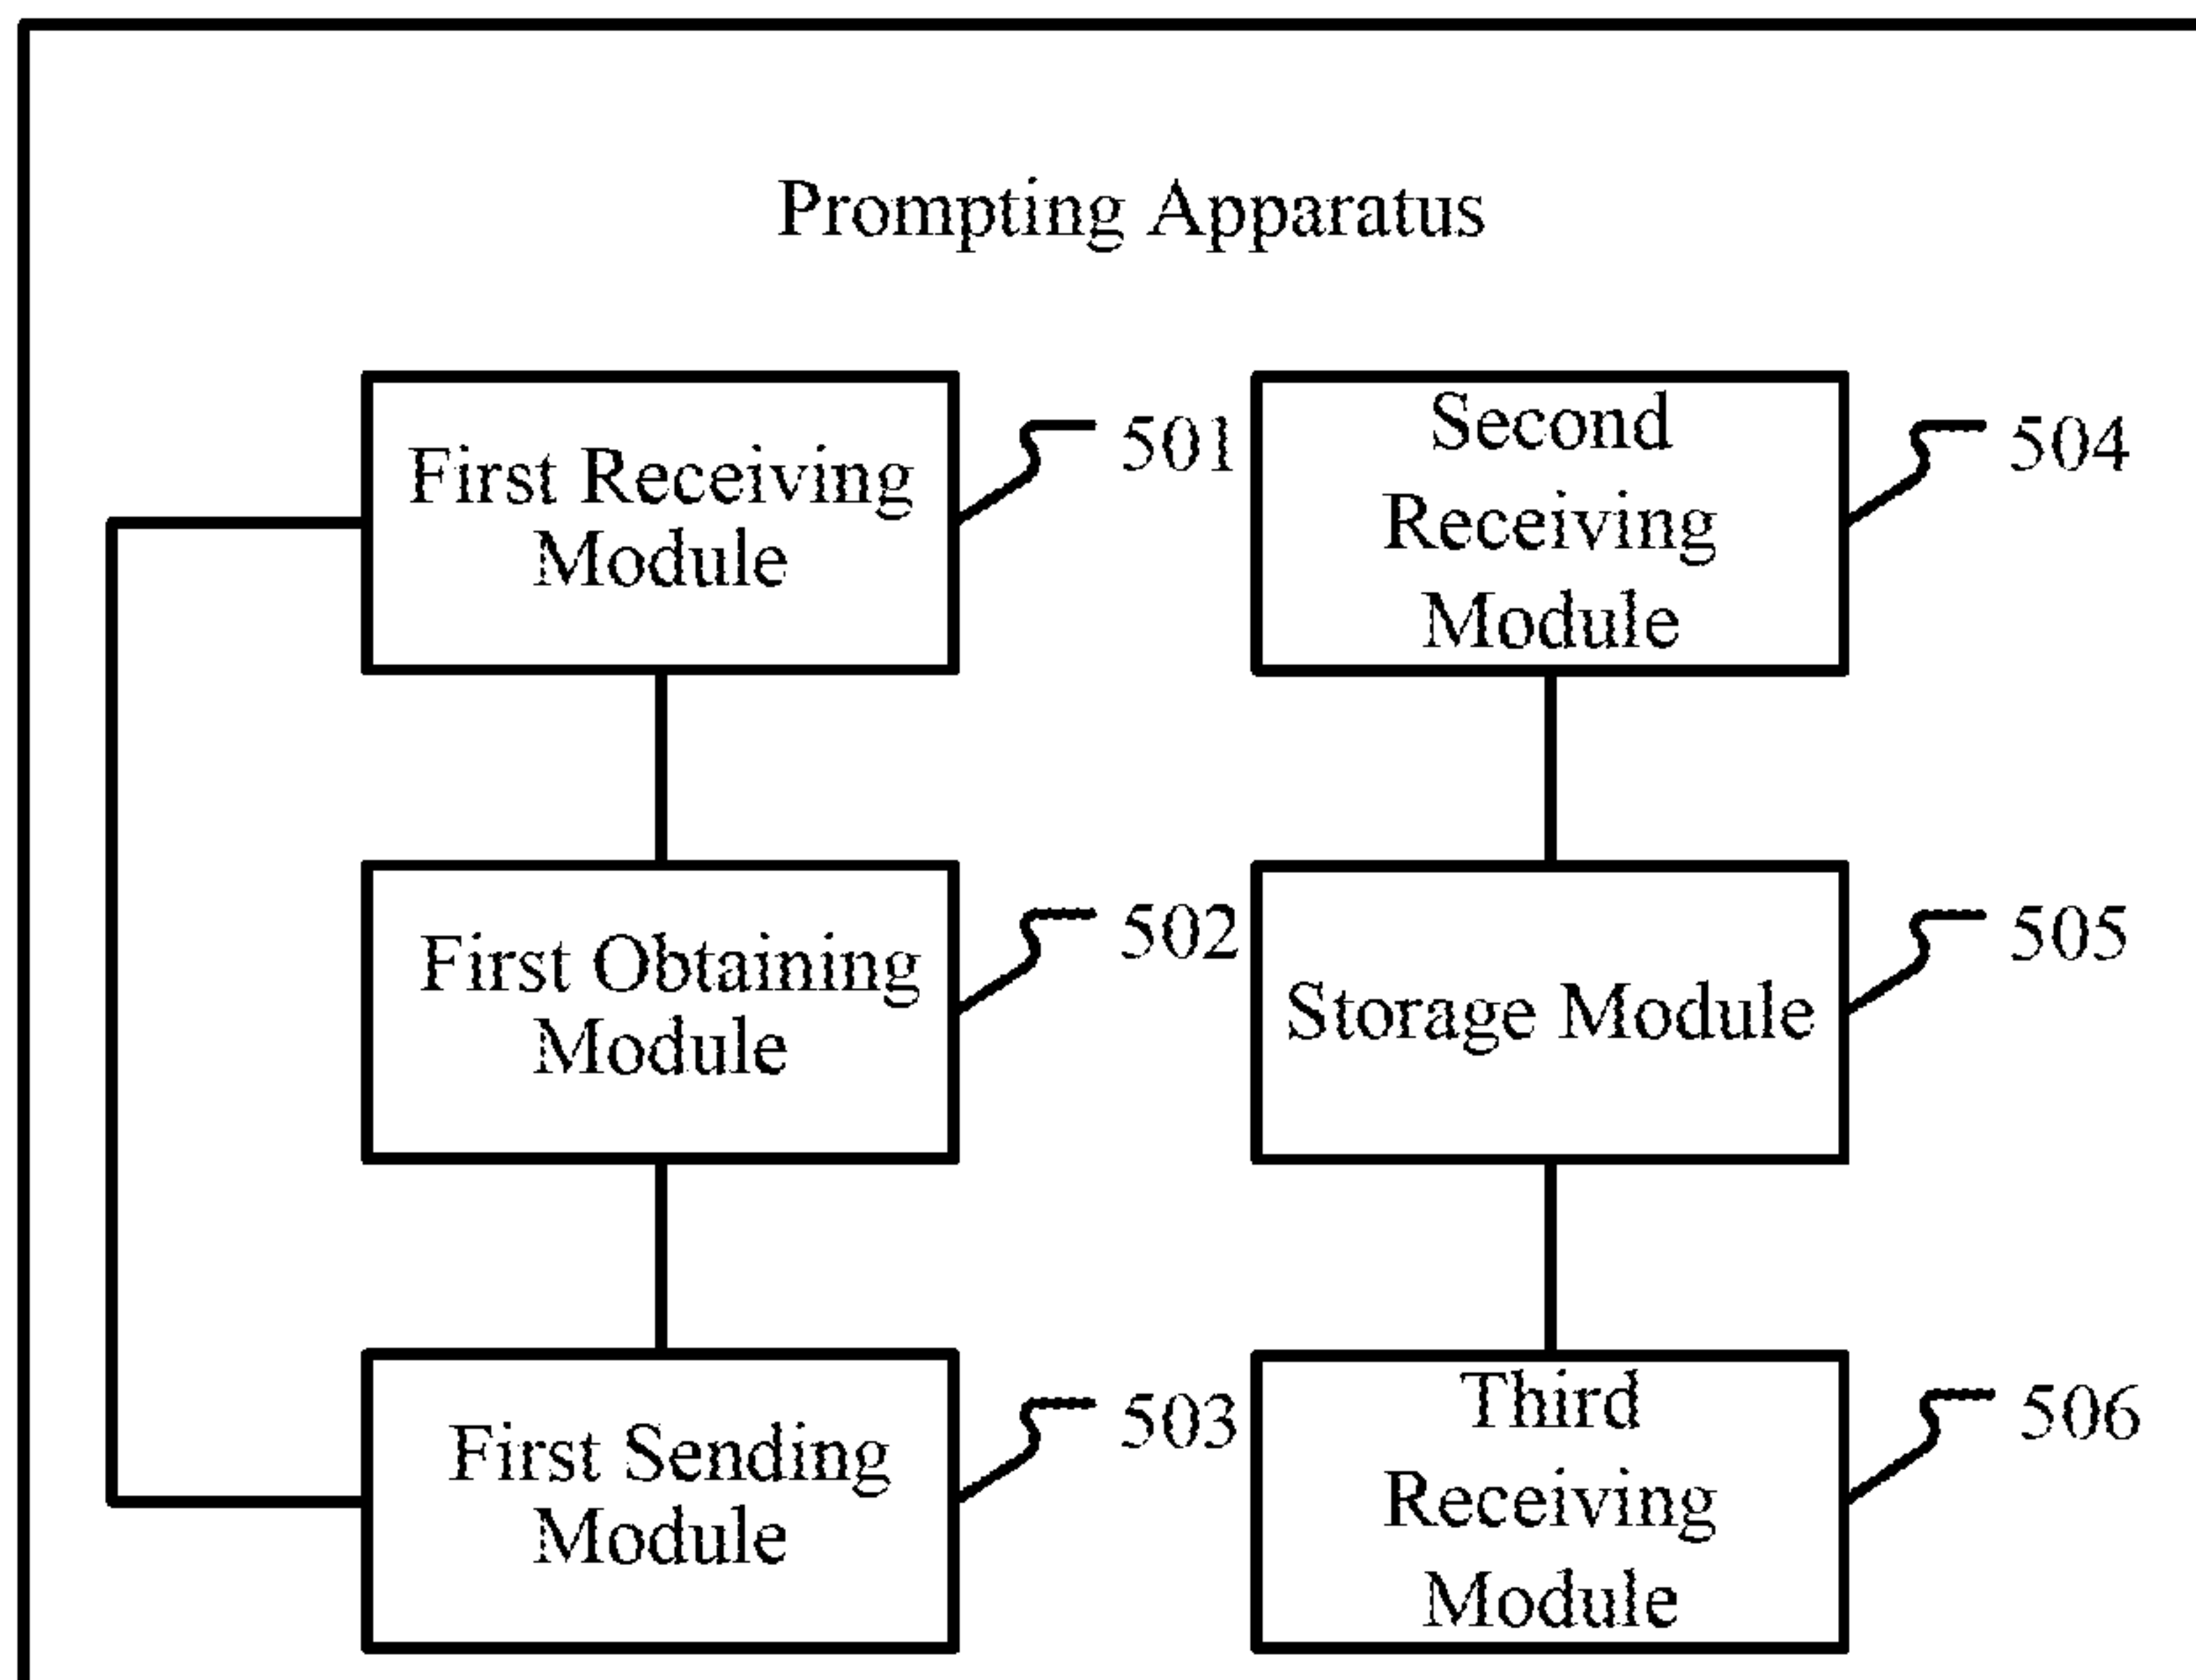 Prompting Apparatus
First Receiving
Module
501
Second
Receiving
Module
504
First Obtaining
Module
502
Storage Module
505
First Sending
Module
503
Third
Receiving
Module
506